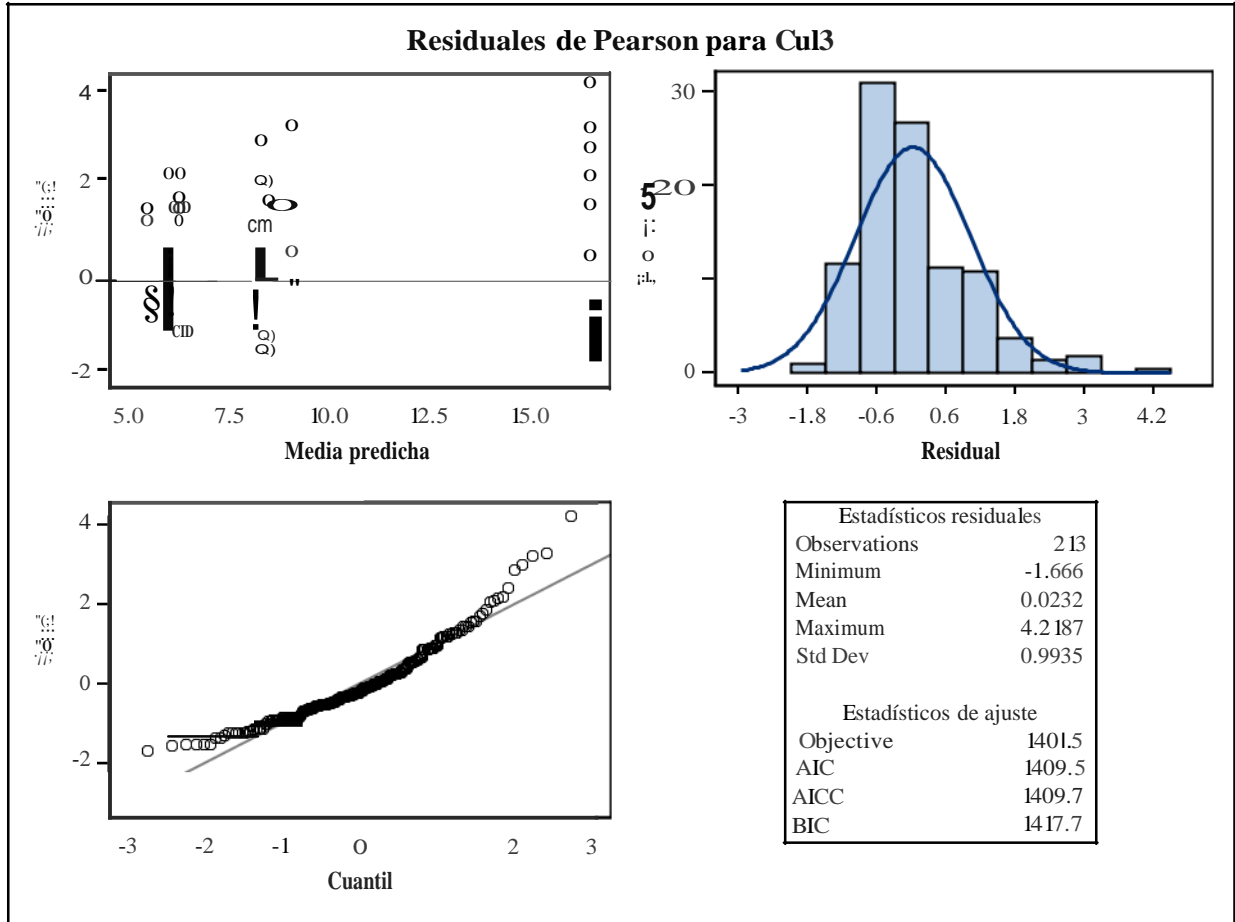 Residuales de Pearson para Cul3
4
2
0
-2
5.0 7.5 10.0 12.5 15.0
Media predicha
30
20
0
-3 -1.8 -0.6 0.6 1.8 3 4.2
Residual
4
2
0
-2
-3 -2 -1 0 2 3
Cuantil
Estadísticos residuales
Observations 213
Minimum -1.666
Mean 0.0232
Maximum 4.2187
Std Dev 0.9935
Estadísticos de ajuste
Objective 1401.5
AIC 1409.5
AICC 1409.7
BIC 1417.7